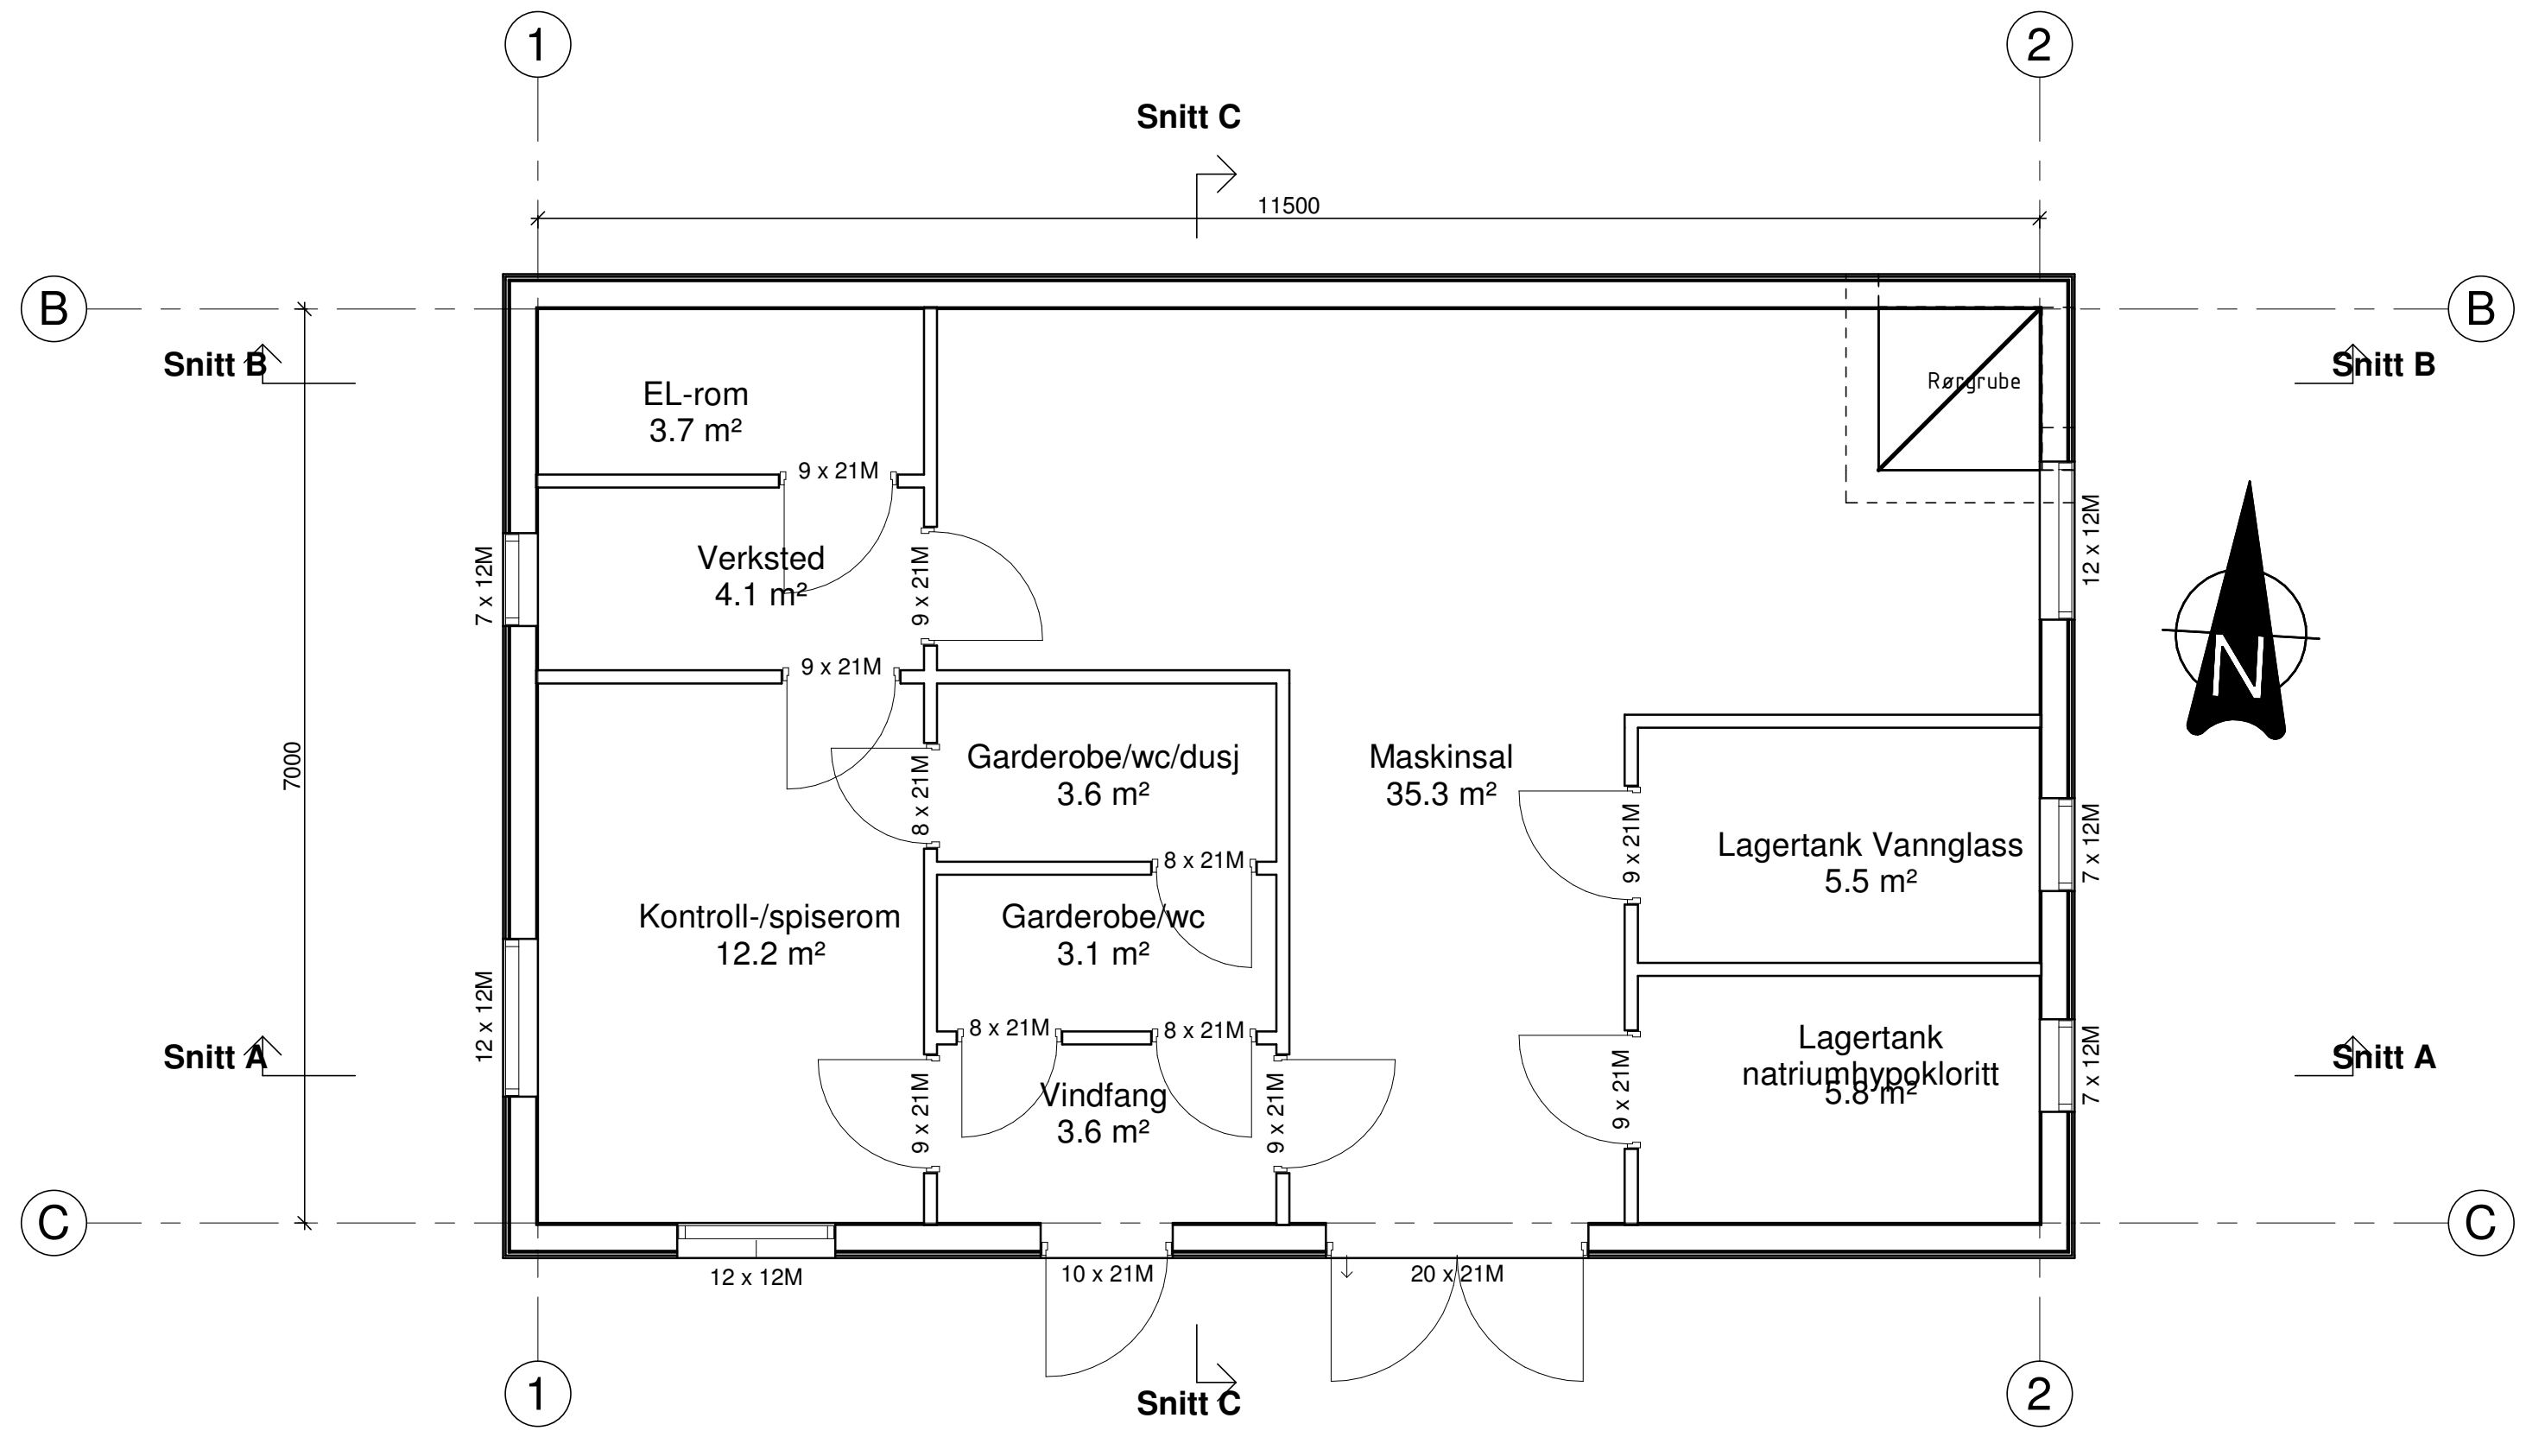 1
2
Snitt C
11500
B
B
Snitt B
Snitt B
Rørgrube
EL-rom
3.7 m²
9 x 21M
Verksted
4.1 m²
7 x 12M
9 x 21M
12 x 12M
N
9 x 21M
7000
Garderobe/wc/dusj
3.6 m²
8 x 21M
Maskinsal
35.3 m²
9 x 21M
Lagertank Vannglass
5.5 m²
7 x 12M
8 x 21M
Kontroll-/spiserom
12.2 m²
Garderobe/wc
3.1 m²
12 x 12M
8 x 21M
8 x 21M
Snitt A
Snitt A
9 x 21M
Vindfang
3.6 m²
9 x 21M
9 x 21M
Lagertank
natriumhypokloritt
5.8 m²
7 x 12M
C
C
12 x 12M
10 x 21M
20 x 21M
1
Snitt C
2